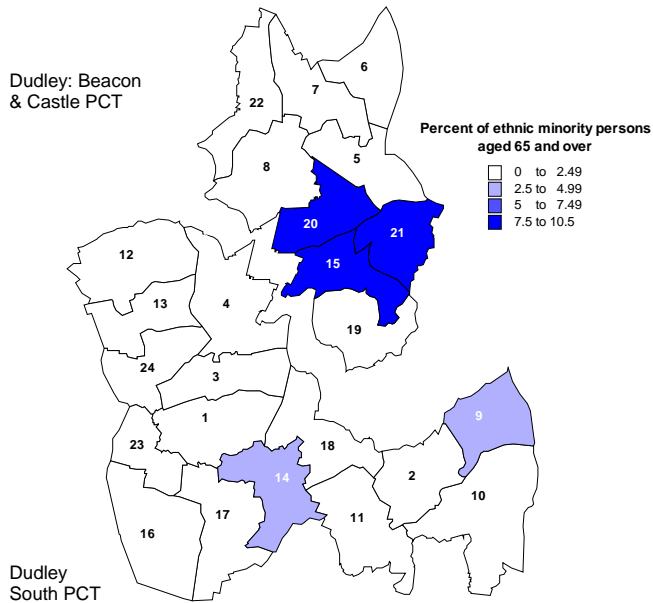 Dudley: Beacon
& Castle PCT
6
7
22
Percent of ethnic minority persons
aged 65 and over
0 to 2.49
2.5 to 4.99
5 to 7.49
7.5 to 10.5
5
8
20
21
12
15
13
4
19
24
3
9
1
23
18
14
2
10
17
11
16
Dudley
South PCT